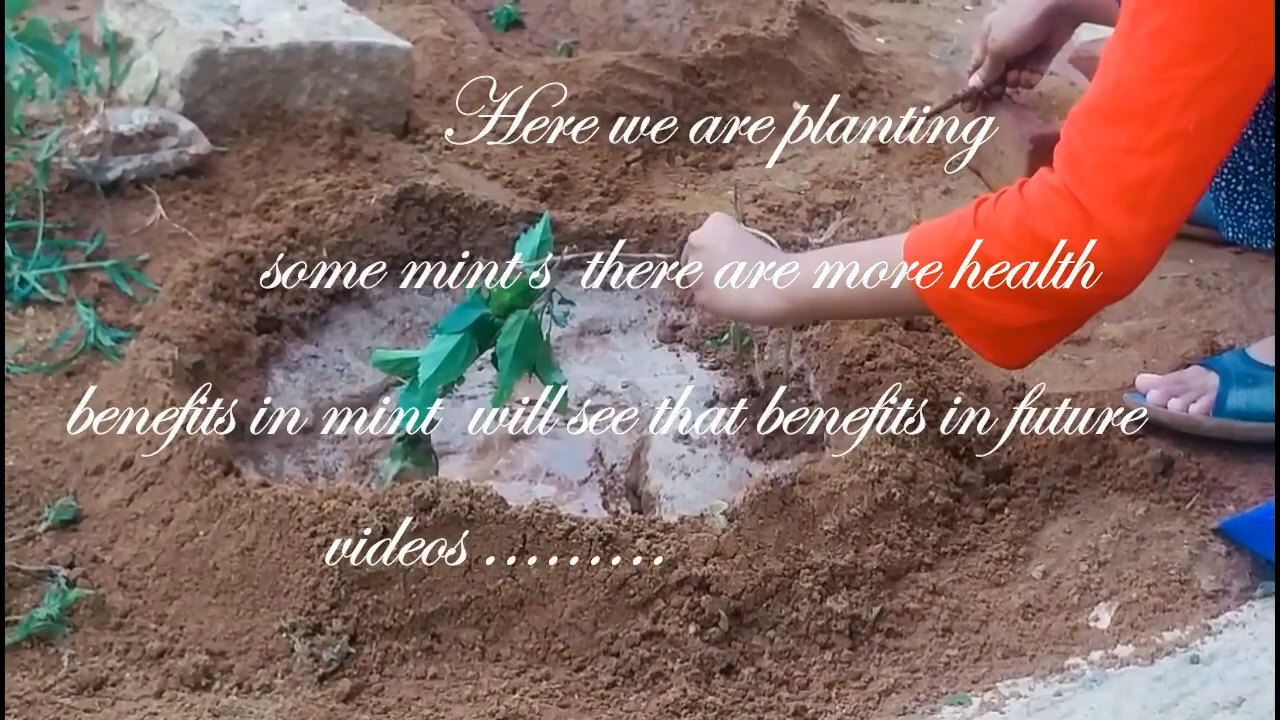 Here we are planting
some mint's there are more health
benefits in mint will see that benefits in future
videos .........